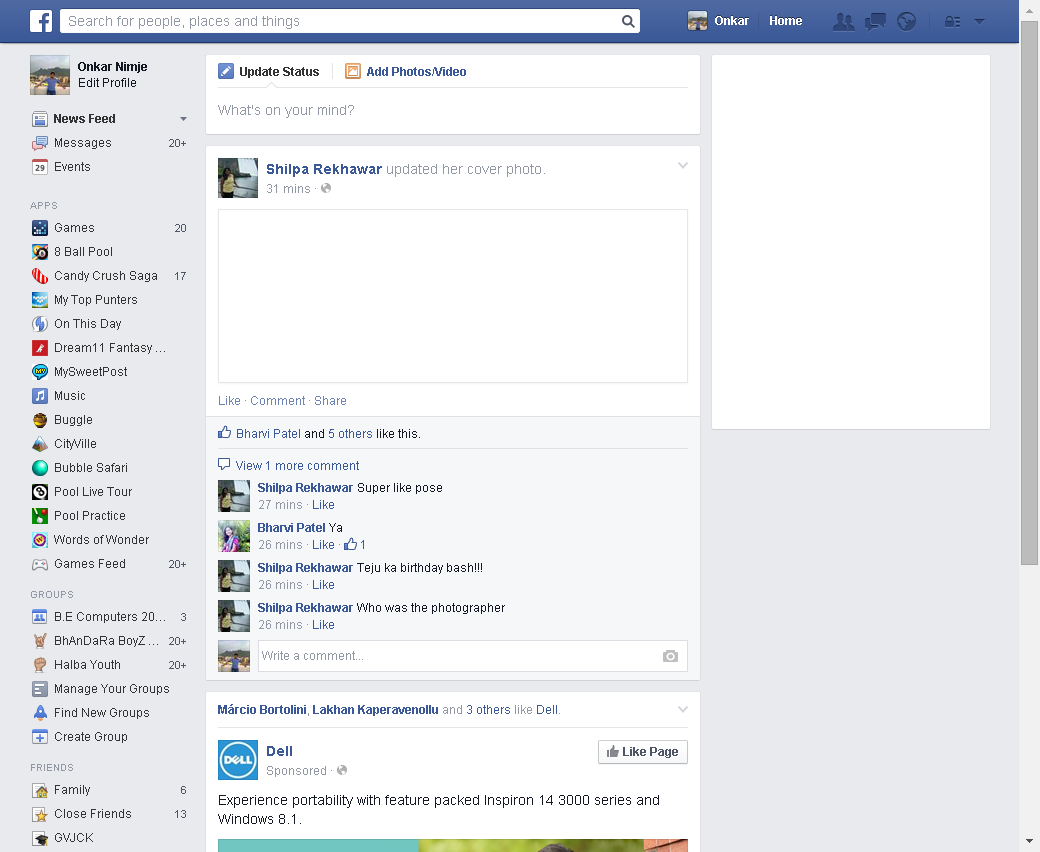 Search for people, places and things
Onkar
Home
Onkar Nimje
Edit Profile
News Feed
Messages 20+
29 Events
APPS
Games 20
8 Ball Pool
Candy Crush Saga 17
My Top Punters
On This Day
Dream11 Fantasy ...
MySweetPost
Music
Buggle
CityVille
Bubble Safari
Pool Live Tour
Pool Practice
Words of Wonder
Games Feed 20+
GROUPS
B.E Computers 20... 3
BhAnDaRa BoyZ ... 20+
Halba Youth 20+
Manage Your Groups
Find New Groups
Create Group
FRIENDS
Family 6
Close Friends 13
GVJCK
Update Status
Add Photos/Video
What's on your mind?
Shilpa Rekhawar updated her cover photo.
31 mins ·
Like · Comment · Share
Bharvi Patel and 5 others like this.
View 1 more comment
Shilpa Rekhawar Super like pose
27 mins · Like
Bharvi Patel Ya
26 mins · Like · 1
Shilpa Rekhawar Teju ka birthday bash!!!
26 mins · Like
Shilpa Rekhawar Who was the photographer
26 mins · Like
Write a comment...
Márcio Bortolini, Lakhan Kaperavenollu and 3 others like Dell.
DELL
Dell
Sponsored ·
Like Page
Experience portability with feature packed Inspiron 14 3000 series and
Windows 8.1.